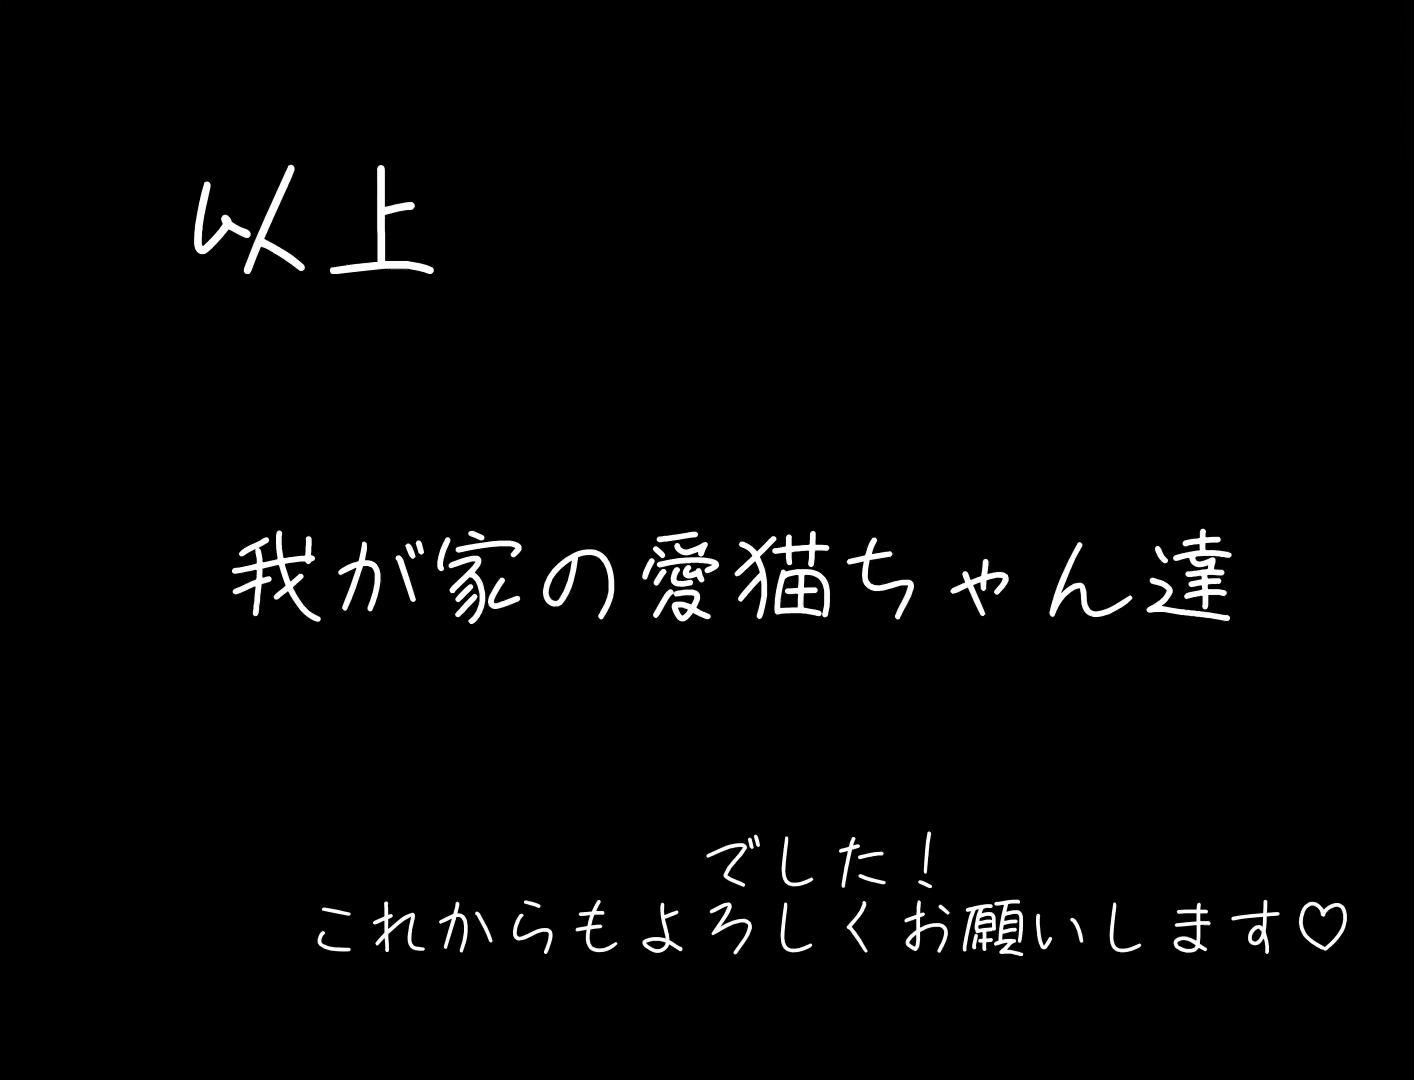 以上
我が家の愛猫ちゃん達
でした！
これからもよろしくお願いします♡